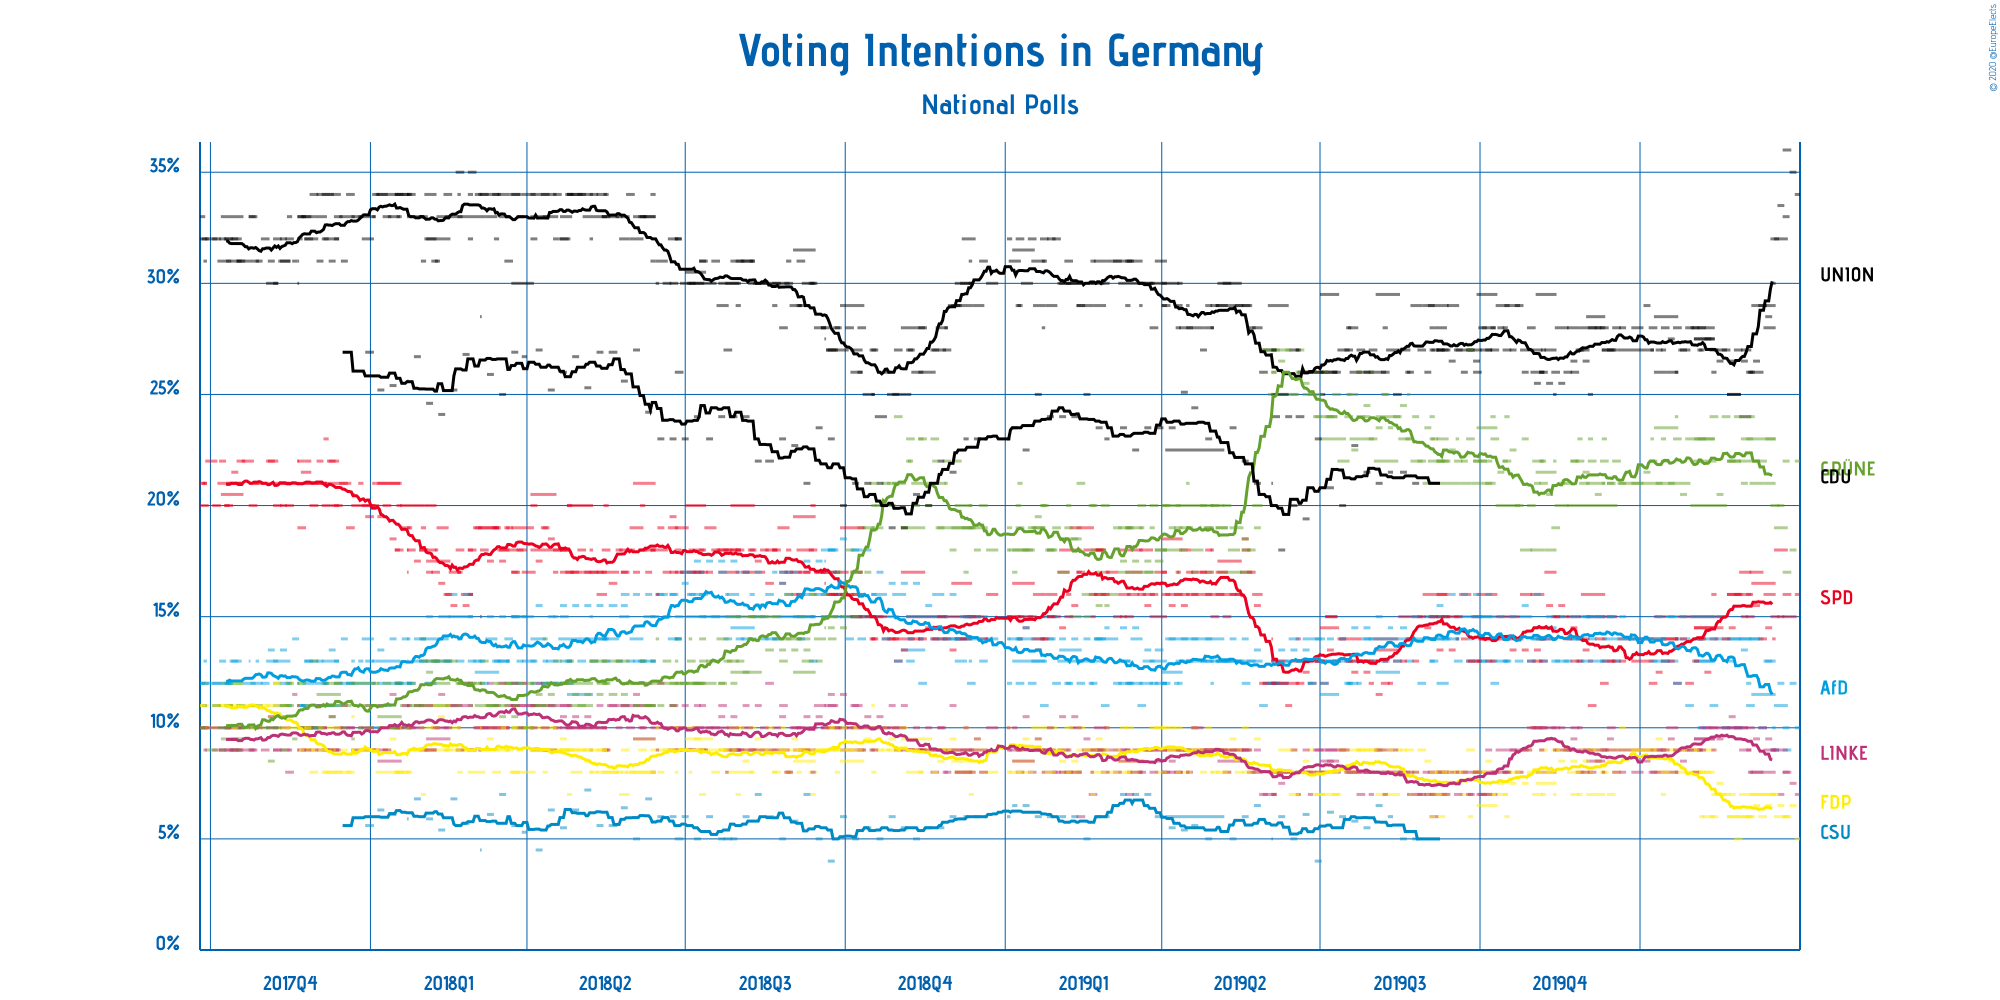 Voting Intentions in Germany
National Polls
© 2020 @EuropeElects
35%
30%
25%
20%
15%
10%
5%
0%
UNION
GRÜNE
CDU
SPD
AfD
LINKE
FDP
CSU
2017Q4 2018Q1 2018Q2 2018Q3 2018Q4 2019Q1 2019Q2 2019Q3 2019Q4